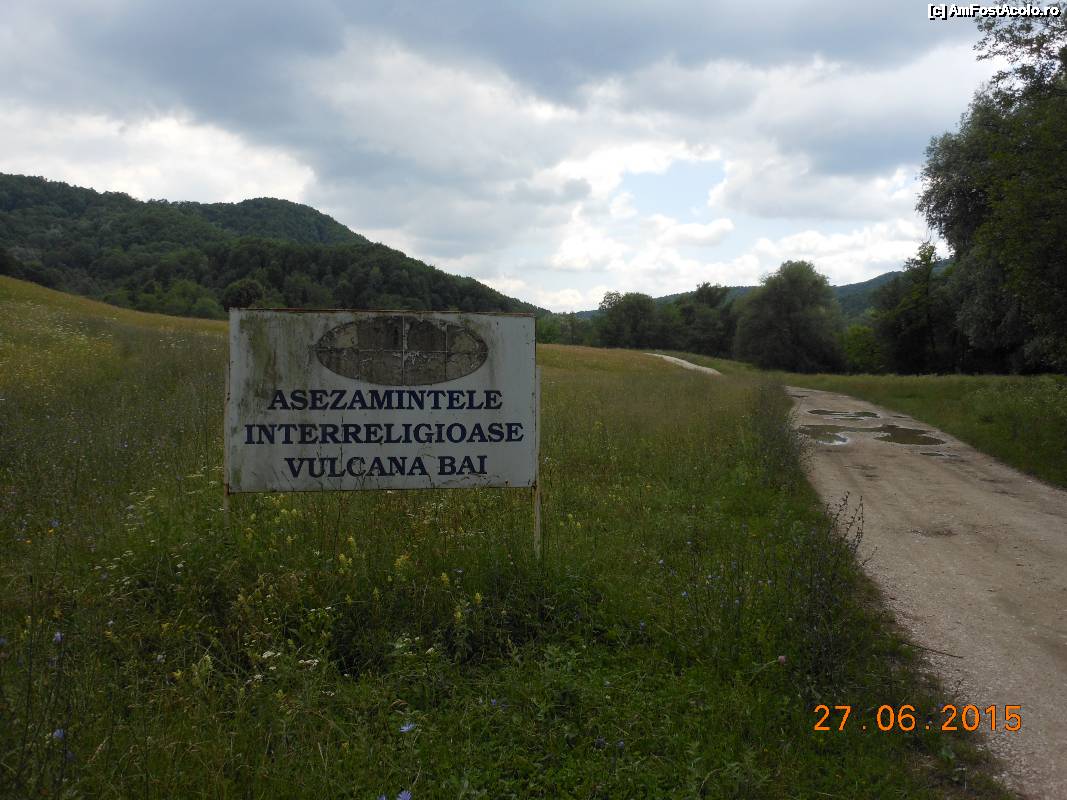 [c] AmFostAcolo.ro
ASEZAMINTELE
INTERRELIGIOASE
VULCANA BAI
27.06.2015